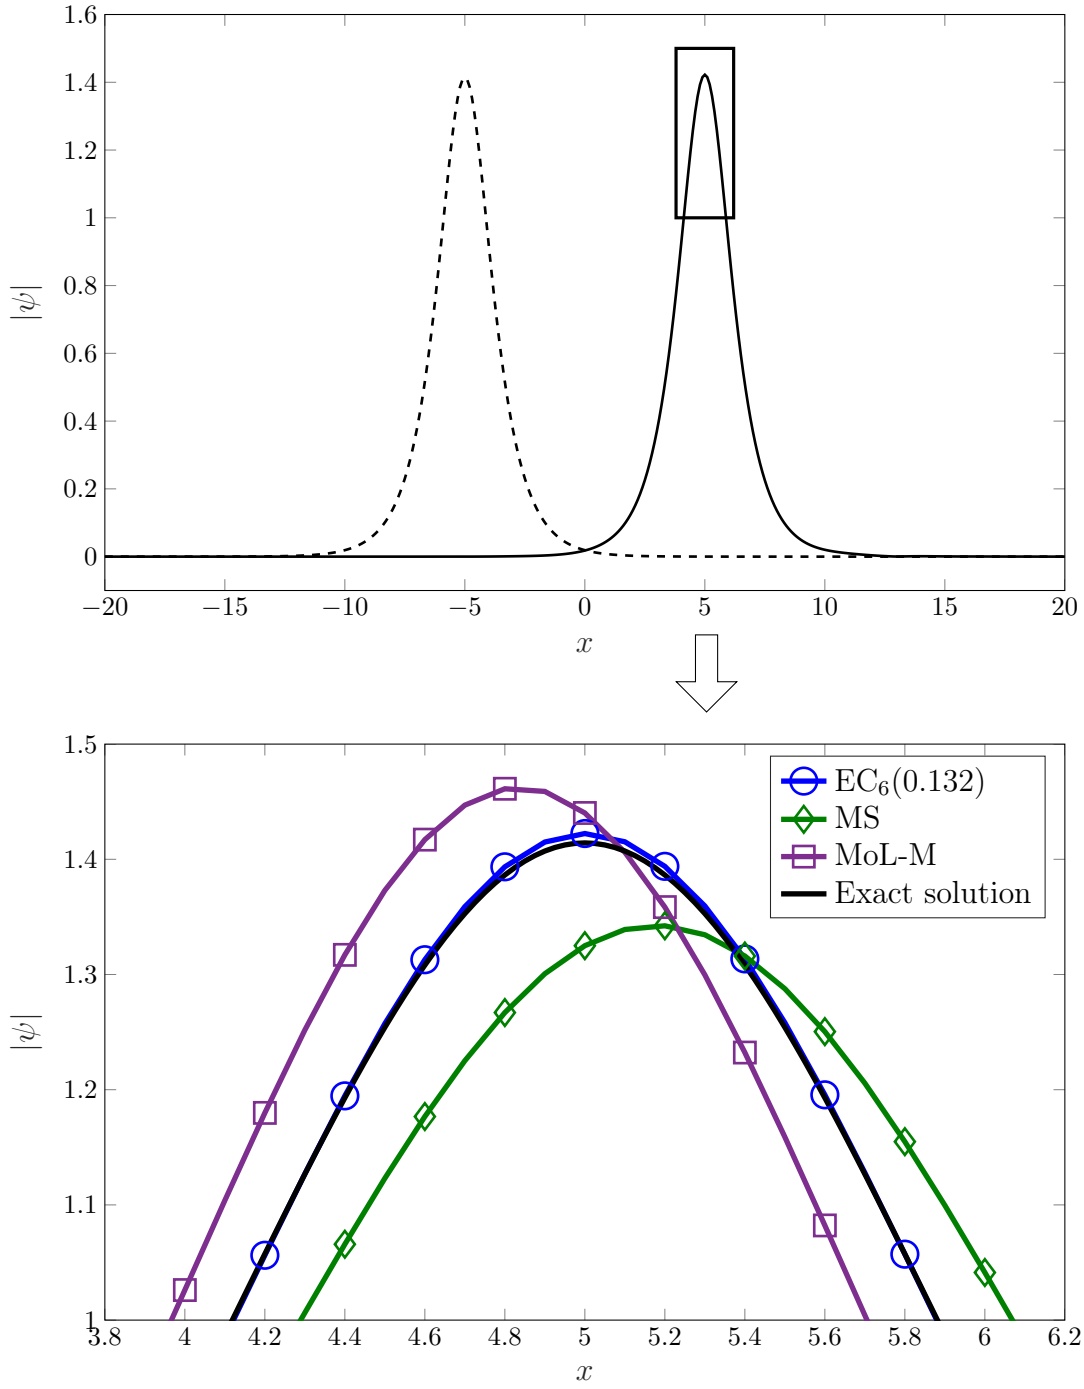 1.6
1.4
1.2
1
0.8
0.6
0.4
0.2
0
|ψ|
−20 −15 −10 −5 0 5 10 15 20
x
1.5
1.4
1.3
1.2
1.1
1
|ψ|
EC₆(0.132)
MS
MoL-M
Exact solution
3.8 4 4.2 4.4 4.6 4.8 5 5.2 5.4 5.6 5.8 6 6.2
x